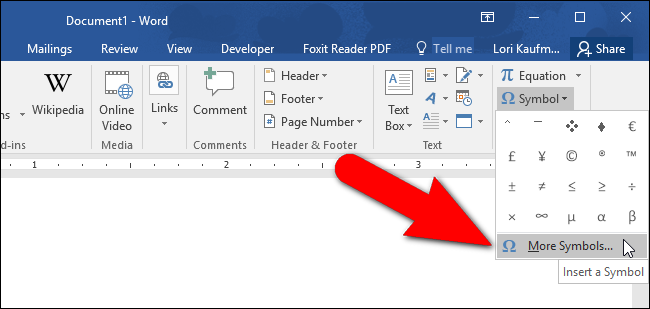 Document1 - Word
Mailings Review View Developer Foxit Reader PDF Tell me Lori Kaufm... Share
W Header Equation
Footer Symbol
Wikipedia Online Video Links Comment Page Number Text Box
d-ins Media Comments Header & Footer Text
^ ‾ ❖ ♦ €
£ ¥ © ® ™
± ≠ ≤ ≥ ÷
× ∞ µ α β
1 2 3
Ω More Symbols...
Insert a Symbol